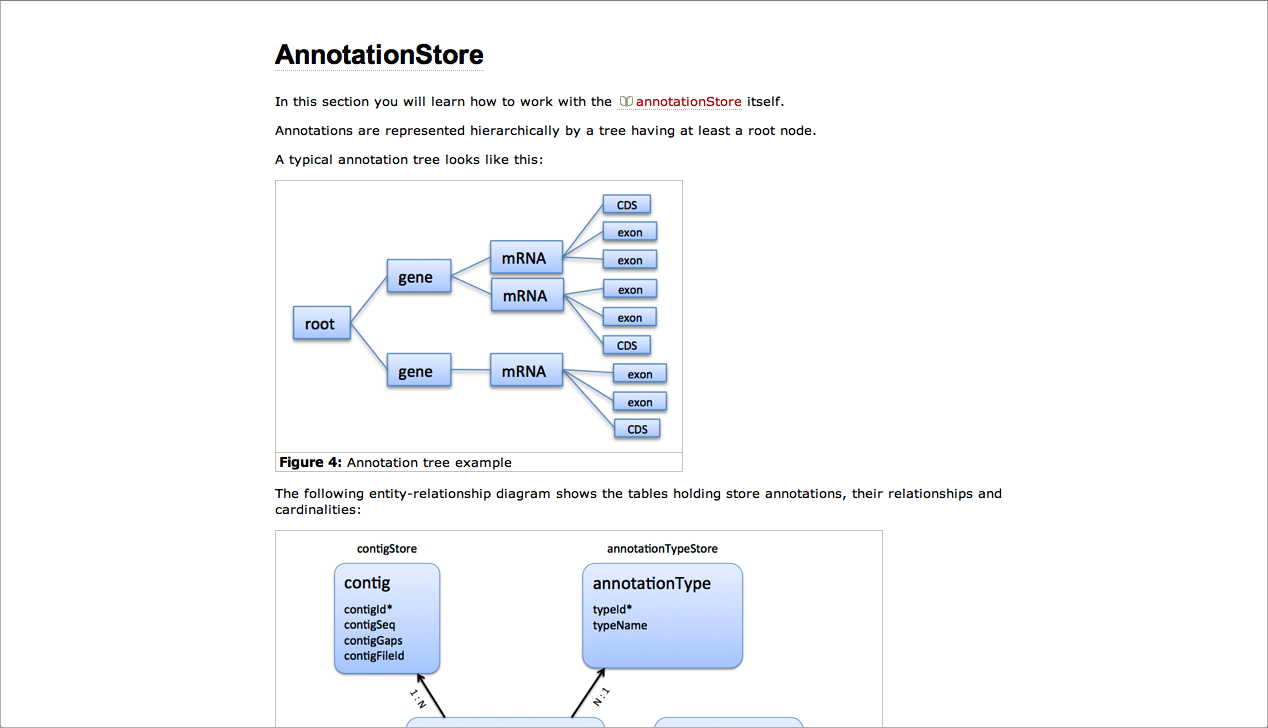 AnnotationStore
In this section you will learn how to work with the annotationStore itself.
Annotations are represented hierarchically by a tree having at least a root node.
A typical annotation tree looks like this:
CDS
exon
mRNA
exon
gene
mRNA
exon
exon
root
CDS
gene
mRNA
exon
exon
CDS
Figure 4: Annotation tree example
The following entity-relationship diagram shows the tables holding store annotations, their relationships and
cardinalities:
contigStore
annotationTypeStore
contig
annotationType
contigId*
typeId*
contigSeq
typeName
contigGaps
contigFileId
1:N
N:1